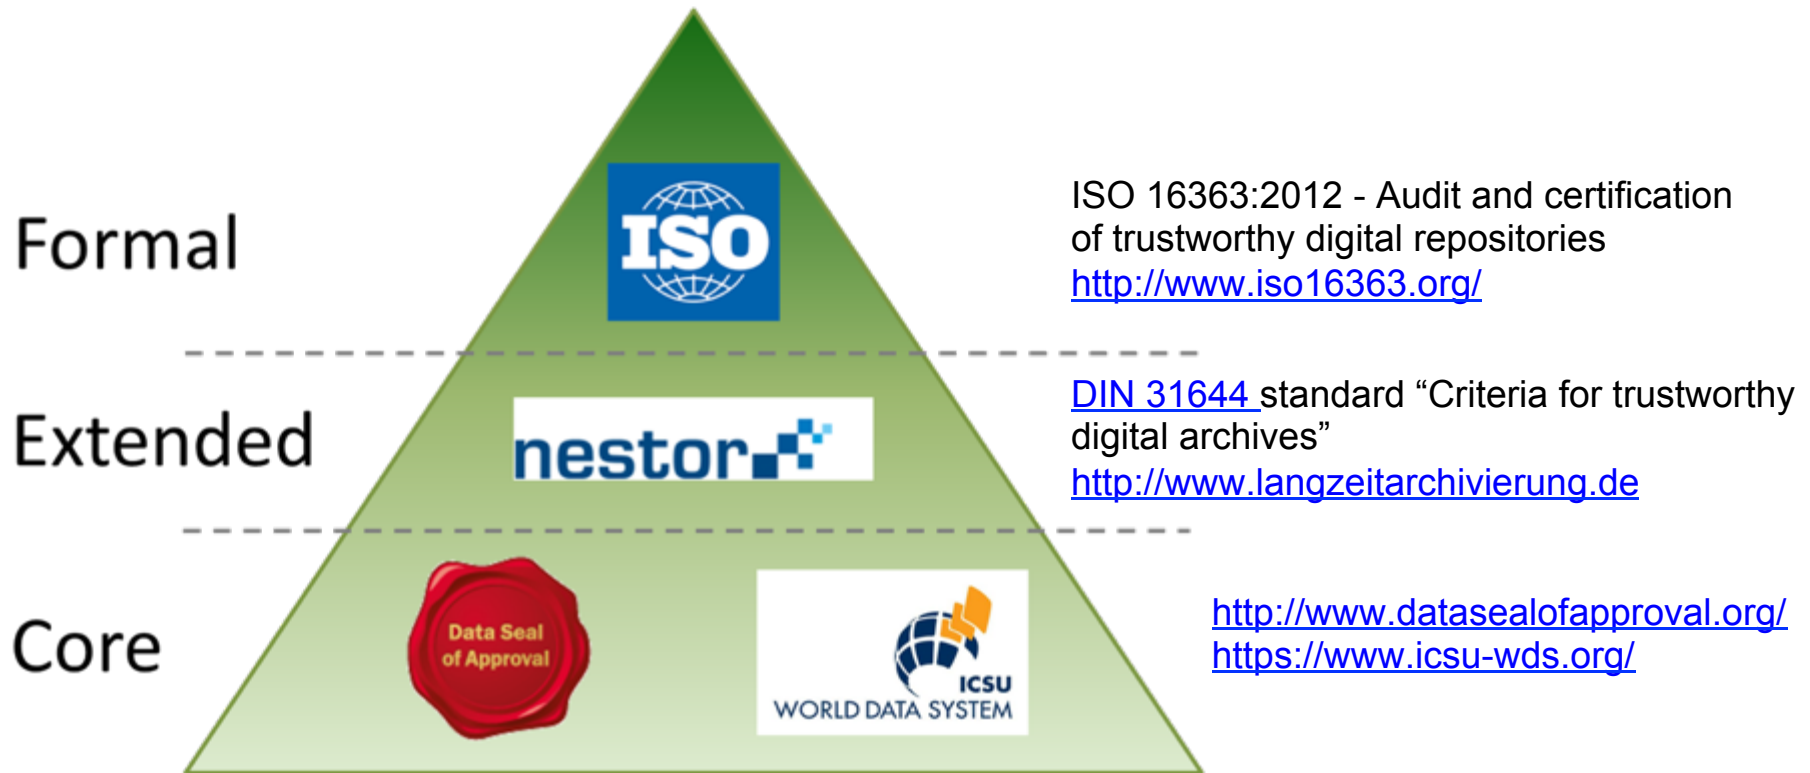 Formal
ISO
ISO 16363:2012 - Audit and certification
of trustworthy digital repositories
http://www.iso16363.org/
Extended
nestor
DIN 31644 standard “Criteria for trustworthy
digital archives”
http://www.langzeitarchivierung.de
Core
Data Seal
of Approval
ICSU
WORLD DATA SYSTEM
http://www.datasealofapproval.org/
https://www.icsu-wds.org/